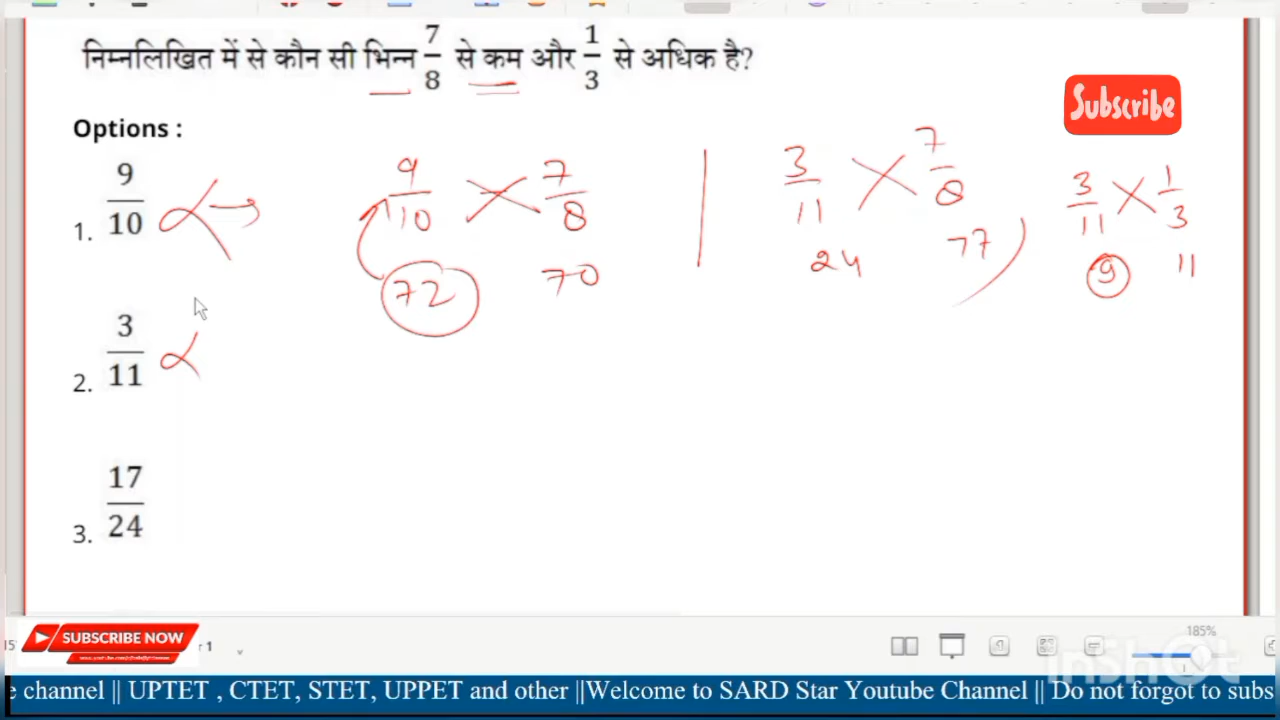 निम्नलिखित में से कौन सी भिन्न 7/8 से कम और 1/3 से अधिक है?
Subscribe
Options :
1. 9/10
9/10 × 7/8
72 70
3/11 × 7/8
24 77
3/11 × 1/3
9 11
2. 3/11
3. 17/24
SUBSCRIBE NOW
185%
InShOt
e channel || UPTET , CTET, STET, UPPET and other ||Welcome to SARD Star Youtube Channel || Do not forgot to subs